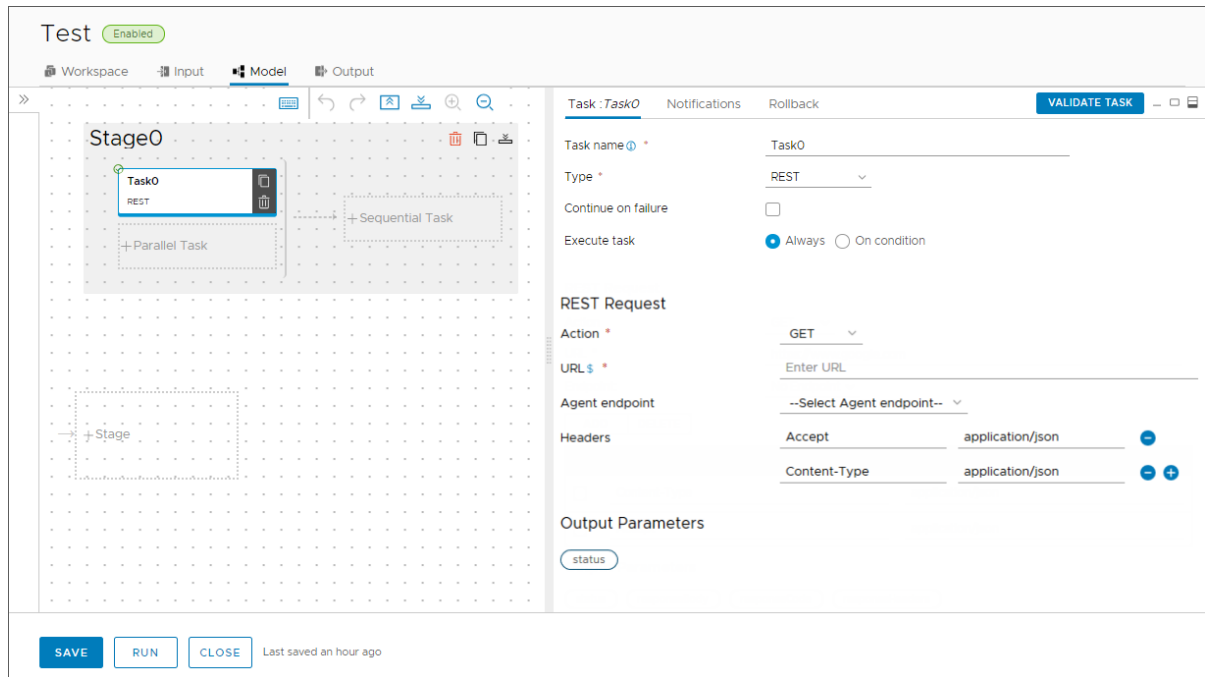 Test Enabled
Workspace Input Model Output
Stage0
Task0
REST
+ Sequential Task
+ Parallel Task
+ Stage
Task :Task0 Notifications Rollback VALIDATE TASK
Task name * Task0
Type * REST
Continue on failure
Execute task Always On condition
REST Request
Action * GET
URL $ * Enter URL
Agent endpoint --Select Agent endpoint--
Headers Accept application/json
Content-Type application/json
Output Parameters
status
SAVE RUN CLOSE Last saved an hour ago